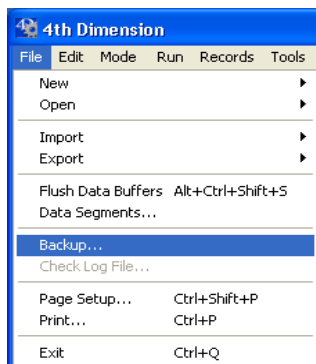 4th Dimension
File Edit Mode Run Records Tools
New
Open
Import
Export
Flush Data Buffers Alt+Ctrl+Shift+S
Data Segments...
Backup...
Check Log File...
Page Setup... Ctrl+Shift+P
Print... Ctrl+P
Exit Ctrl+Q